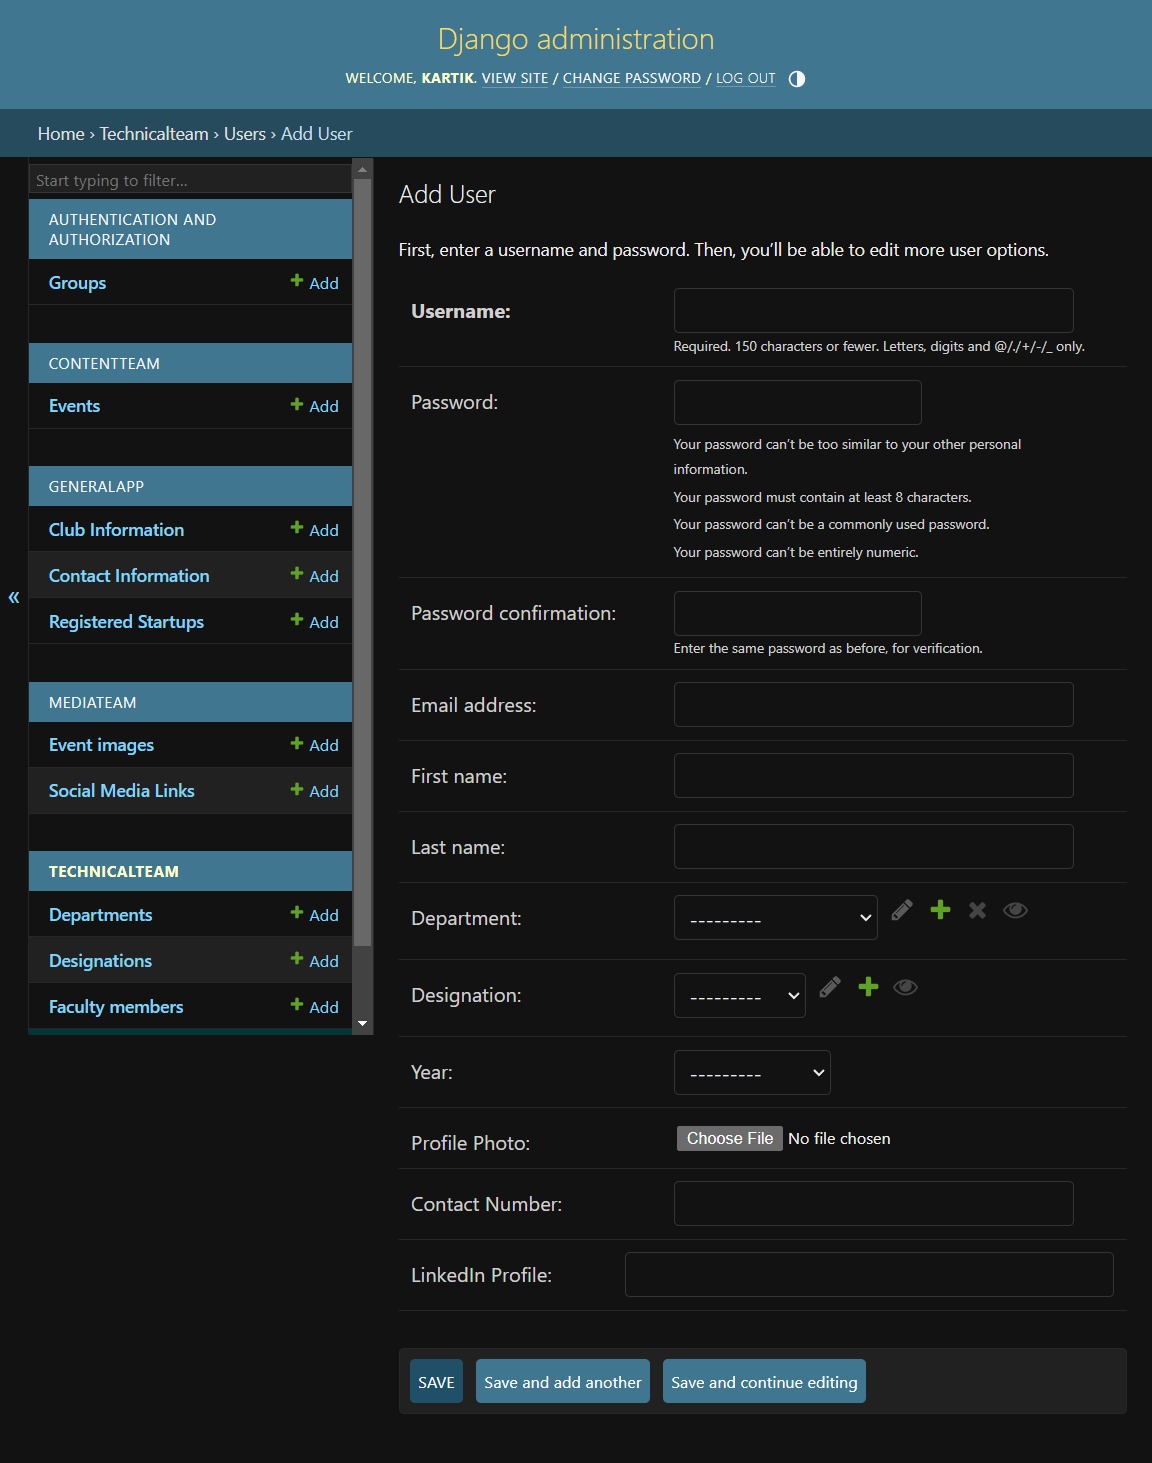 Django administration
WELCOME, KARTIK. VIEW SITE / CHANGE PASSWORD / LOG OUT
Home › Technicalteam › Users › Add User
Start typing to filter...
AUTHENTICATION AND
AUTHORIZATION
Groups
Add
CONTENTTEAM
Events
Add
GENERALAPP
Club Information
Add
Contact Information
Add
Registered Startups
Add
«
MEDIATEAM
Event images
Add
Social Media Links
Add
TECHNICALTEAM
Departments
Add
Designations
Add
Faculty members
Add
Add User
First, enter a username and password. Then, you’ll be able to edit more user options.
Username:
Required. 150 characters or fewer. Letters, digits and @/./+/-/_ only.
Password:
Your password can’t be too similar to your other personal
information.
Your password must contain at least 8 characters.
Your password can’t be a commonly used password.
Your password can’t be entirely numeric.
Password confirmation:
Enter the same password as before, for verification.
Email address:
First name:
Last name:
Department:
---------
Designation:
---------
Year:
---------
Profile Photo:
Choose File No file chosen
Contact Number:
LinkedIn Profile:
SAVE
Save and add another
Save and continue editing